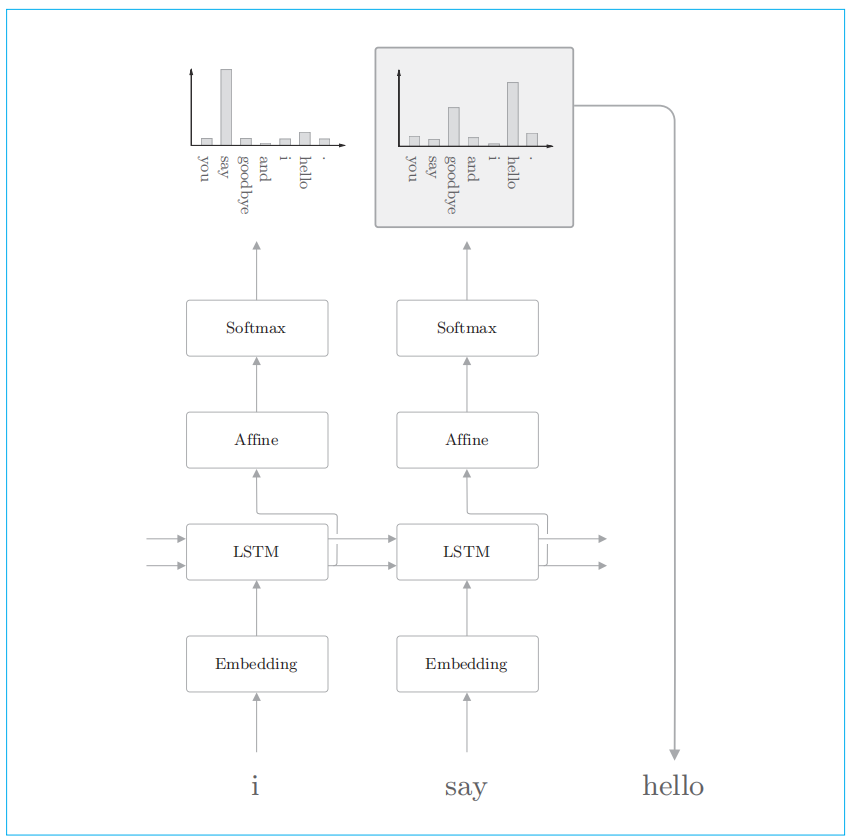 you say goodbye and i hello .
you say goodbye and i hello .
Softmax Softmax
Affine Affine
LSTM LSTM
Embedding Embedding
i say hello